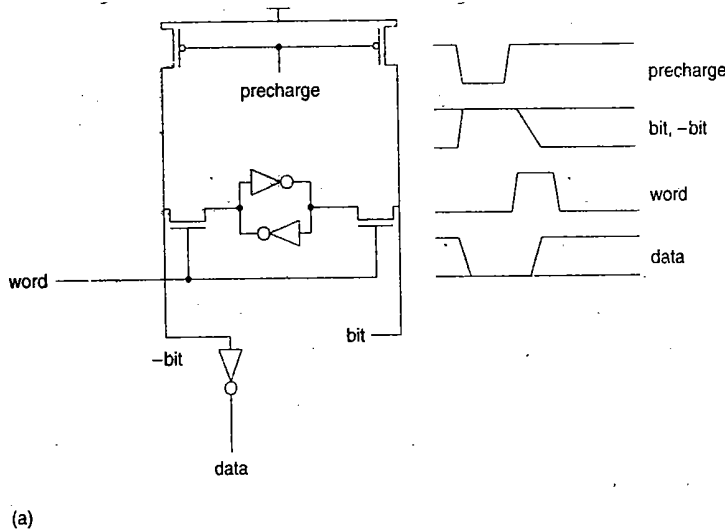 precharge
precharge
bit, –bit
word
data
word
–bit
bit
data
(a)